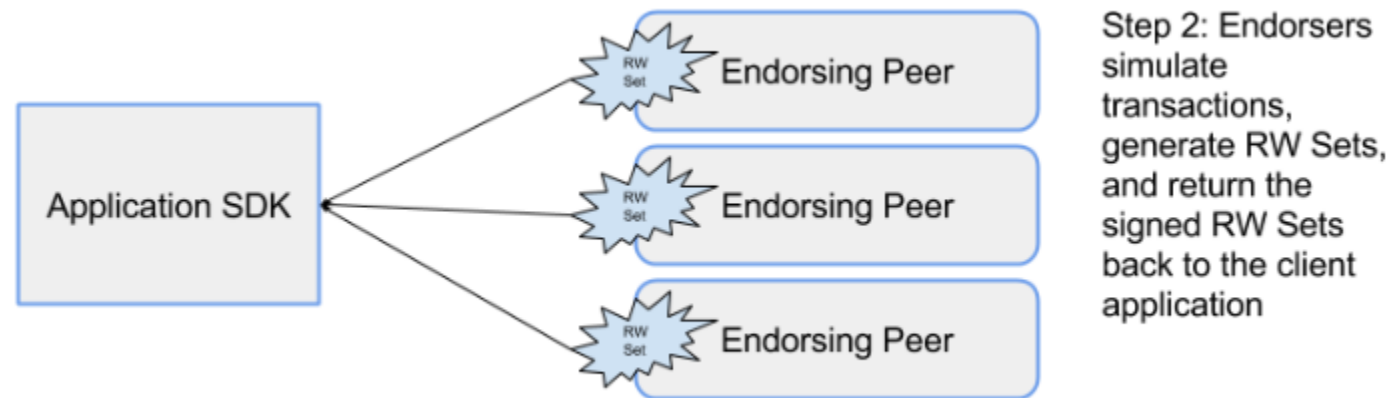 Application SDK
RW
Set
Endorsing Peer
RW
Set
Endorsing Peer
RW
Set
Endorsing Peer
Step 2: Endorsers
simulate
transactions,
generate RW Sets,
and return the
signed RW Sets
back to the client
application